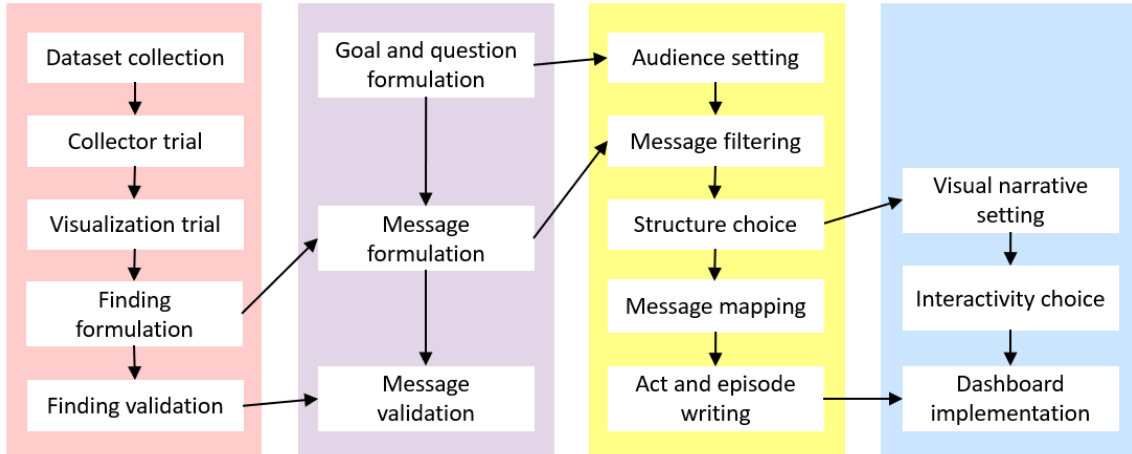 Dataset collection
Collector trial
Visualization trial
Finding
formulation
Finding validation
Goal and question
formulation
Message
formulation
Message
validation
Audience setting
Message filtering
Structure choice
Message mapping
Act and episode
writing
Visual narrative
setting
Interactivity choice
Dashboard
implementation